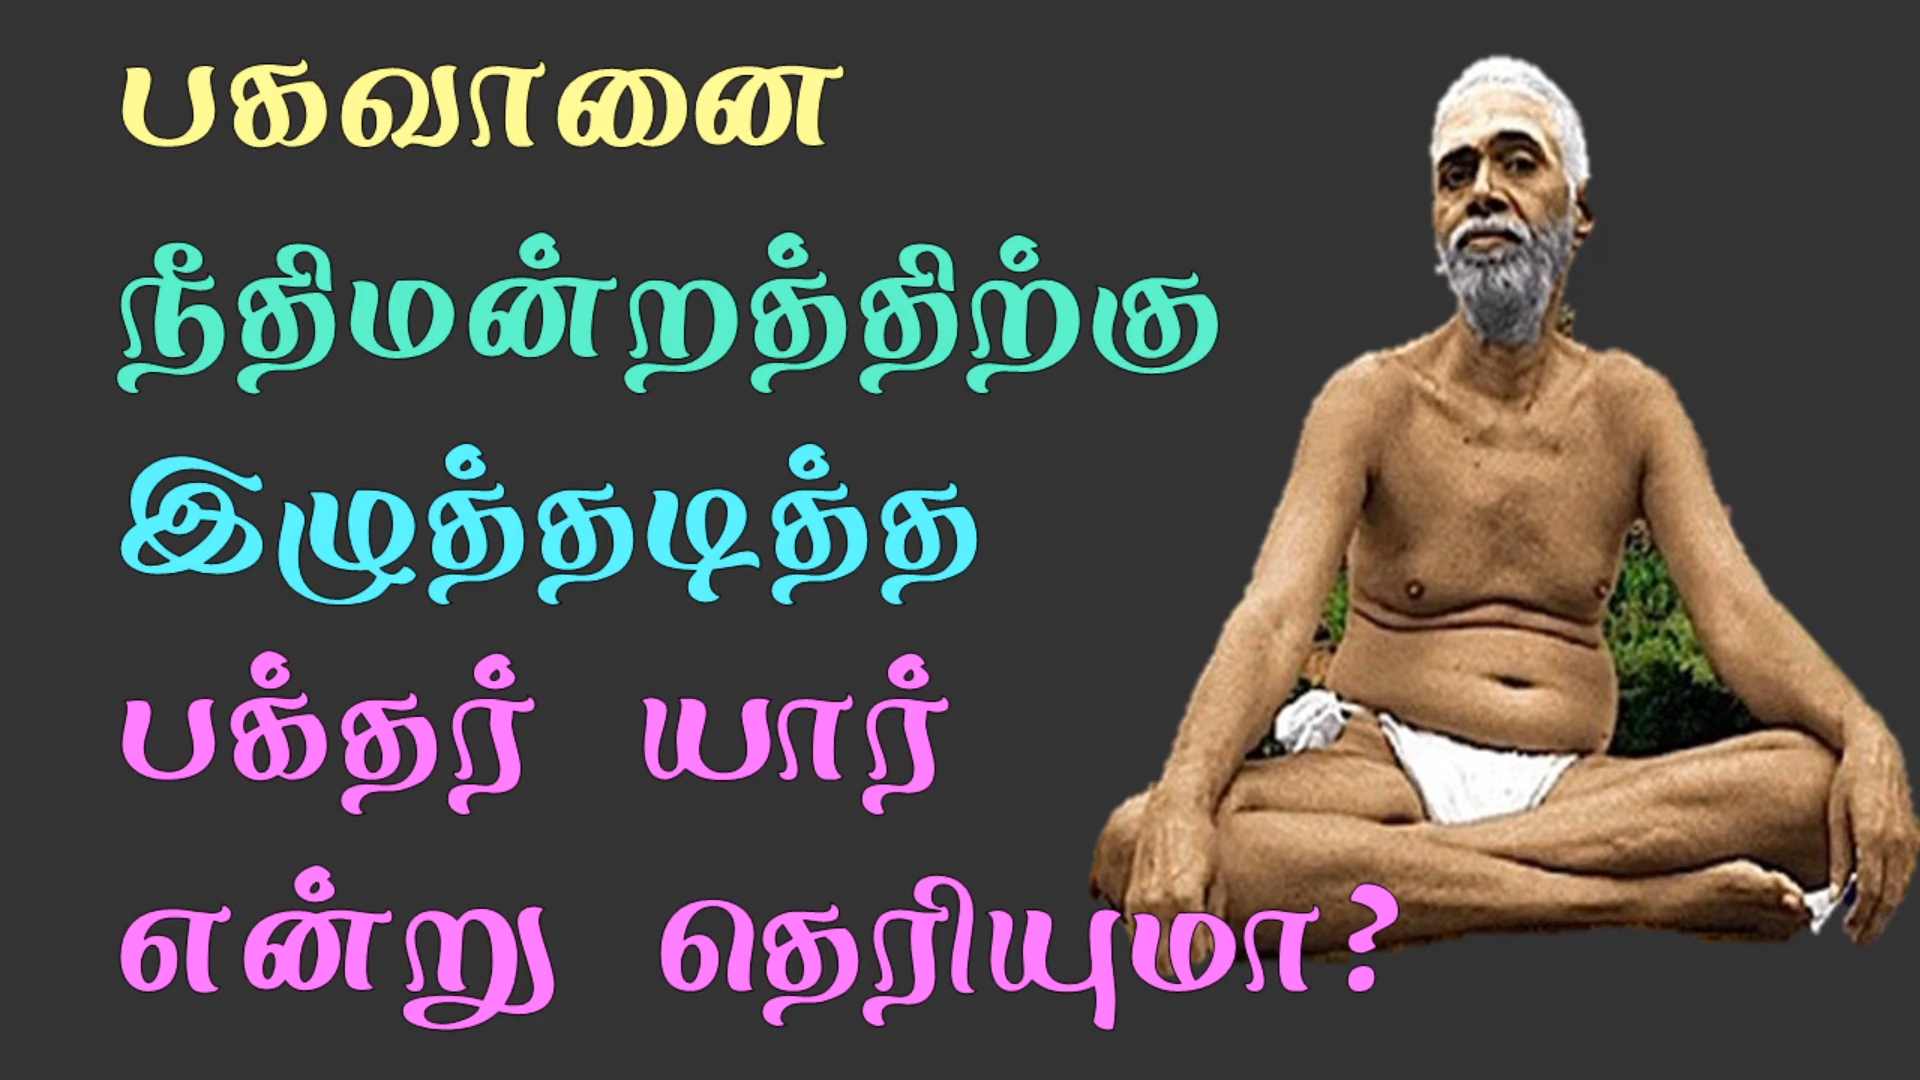 பகவானை
நீதிமன்றத்திற்கு
இழுத்தடித்த
பக்தர் யார்
என்று தெரியுமா?